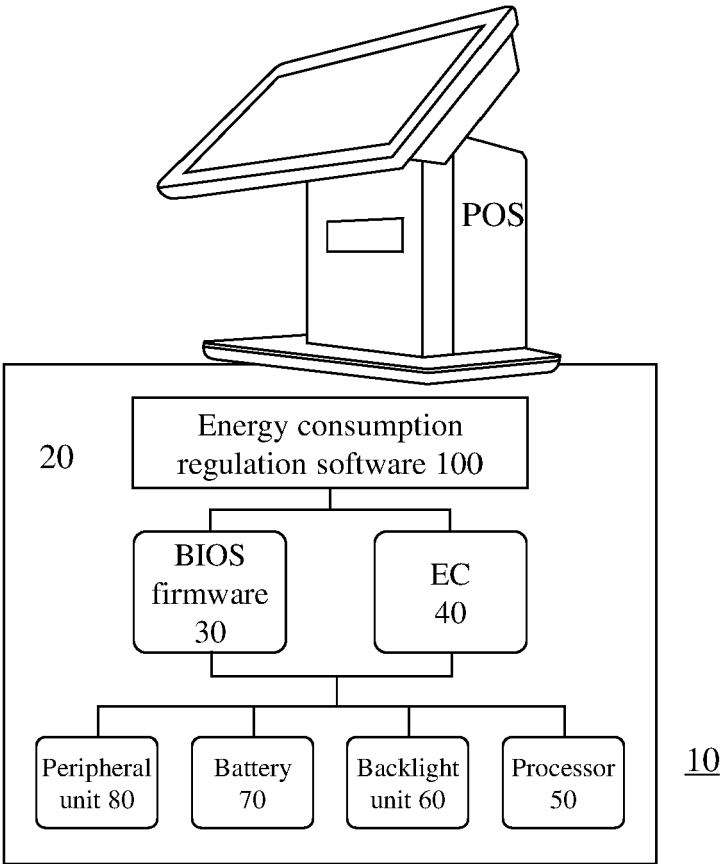 POS
Energy consumption
regulation software 100
20
BIOS
firmware
30
EC
40
Peripheral
unit 80
Battery
70
Backlight
unit 60
Processor
50
10